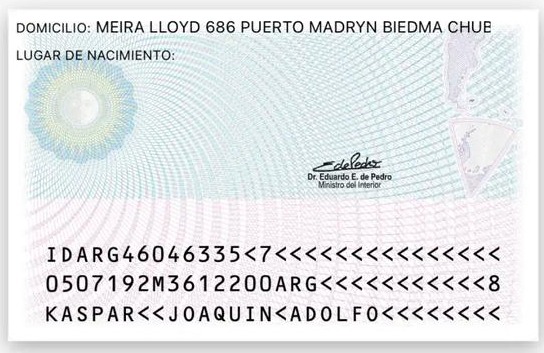 DOMICILIO: MEIRA LLOYD 686 PUERTO MADRYN BIEDMA CHUB
LUGAR DE NACIMIENTO:
EdePedro
Dr. Eduardo E. de Pedro
Ministro del Interior
IDARG46046335<7<<<<<<<<<<<<<<<
0507192M3612200ARG<<<<<<<<<<<8
KASPAR<<JOAQUIN<ADOLFO<<<<<<<<